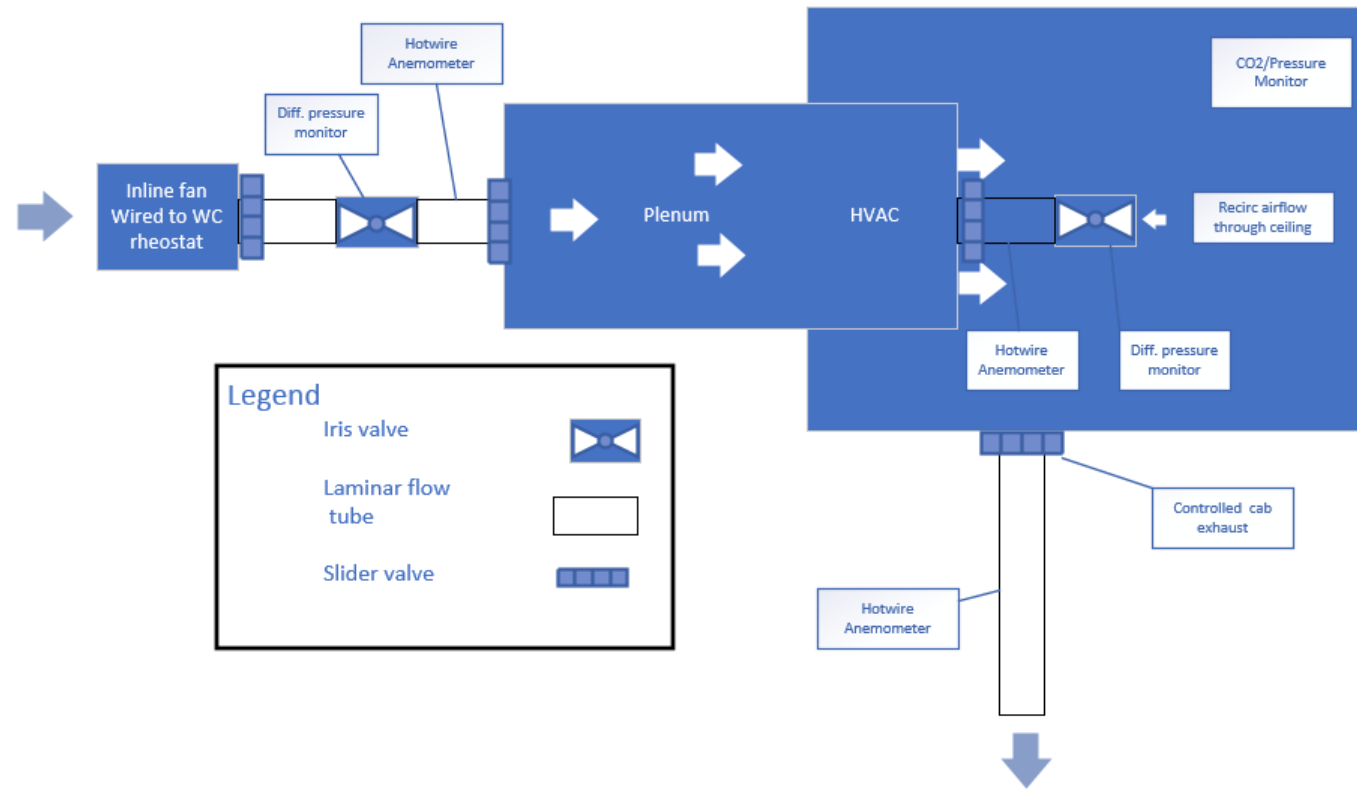 Hotwire
Anemometer
CO2/Pressure
Monitor
Diff. pressure
monitor
Inline fan
Wired to WC
rheostat
Plenum
HVAC
Recirc airflow
through ceiling
Hotwire
Anemometer
Diff. pressure
monitor
Legend
Iris valve
Laminar flow
tube
Slider valve
Controlled cab
exhaust
Hotwire
Anemometer